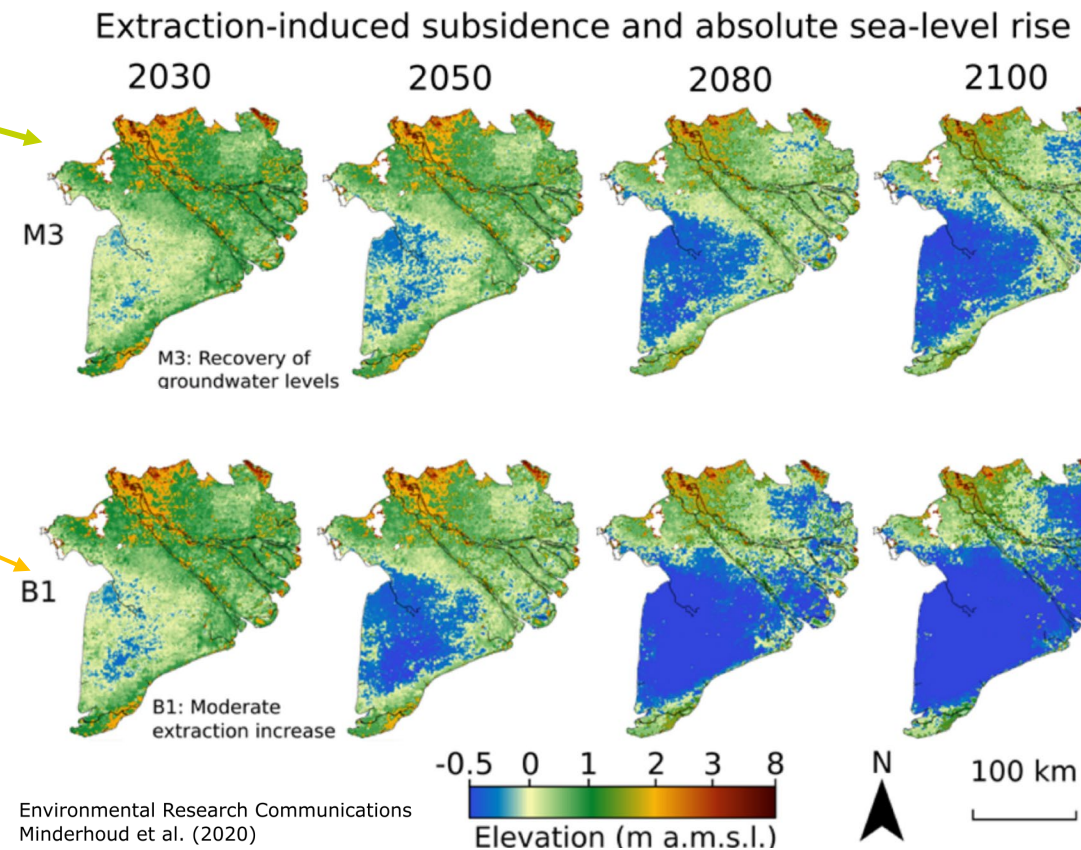 Extraction-induced subsidence and absolute sea-level rise
2030 2050 2080 2100
M3
M3: Recovery of
groundwater levels
B1
B1: Moderate
extraction increase
-0.5 0 1 2 3 8
Elevation (m a.m.s.l.)
N
100 km
Environmental Research Communications
Minderhoud et al. (2020)